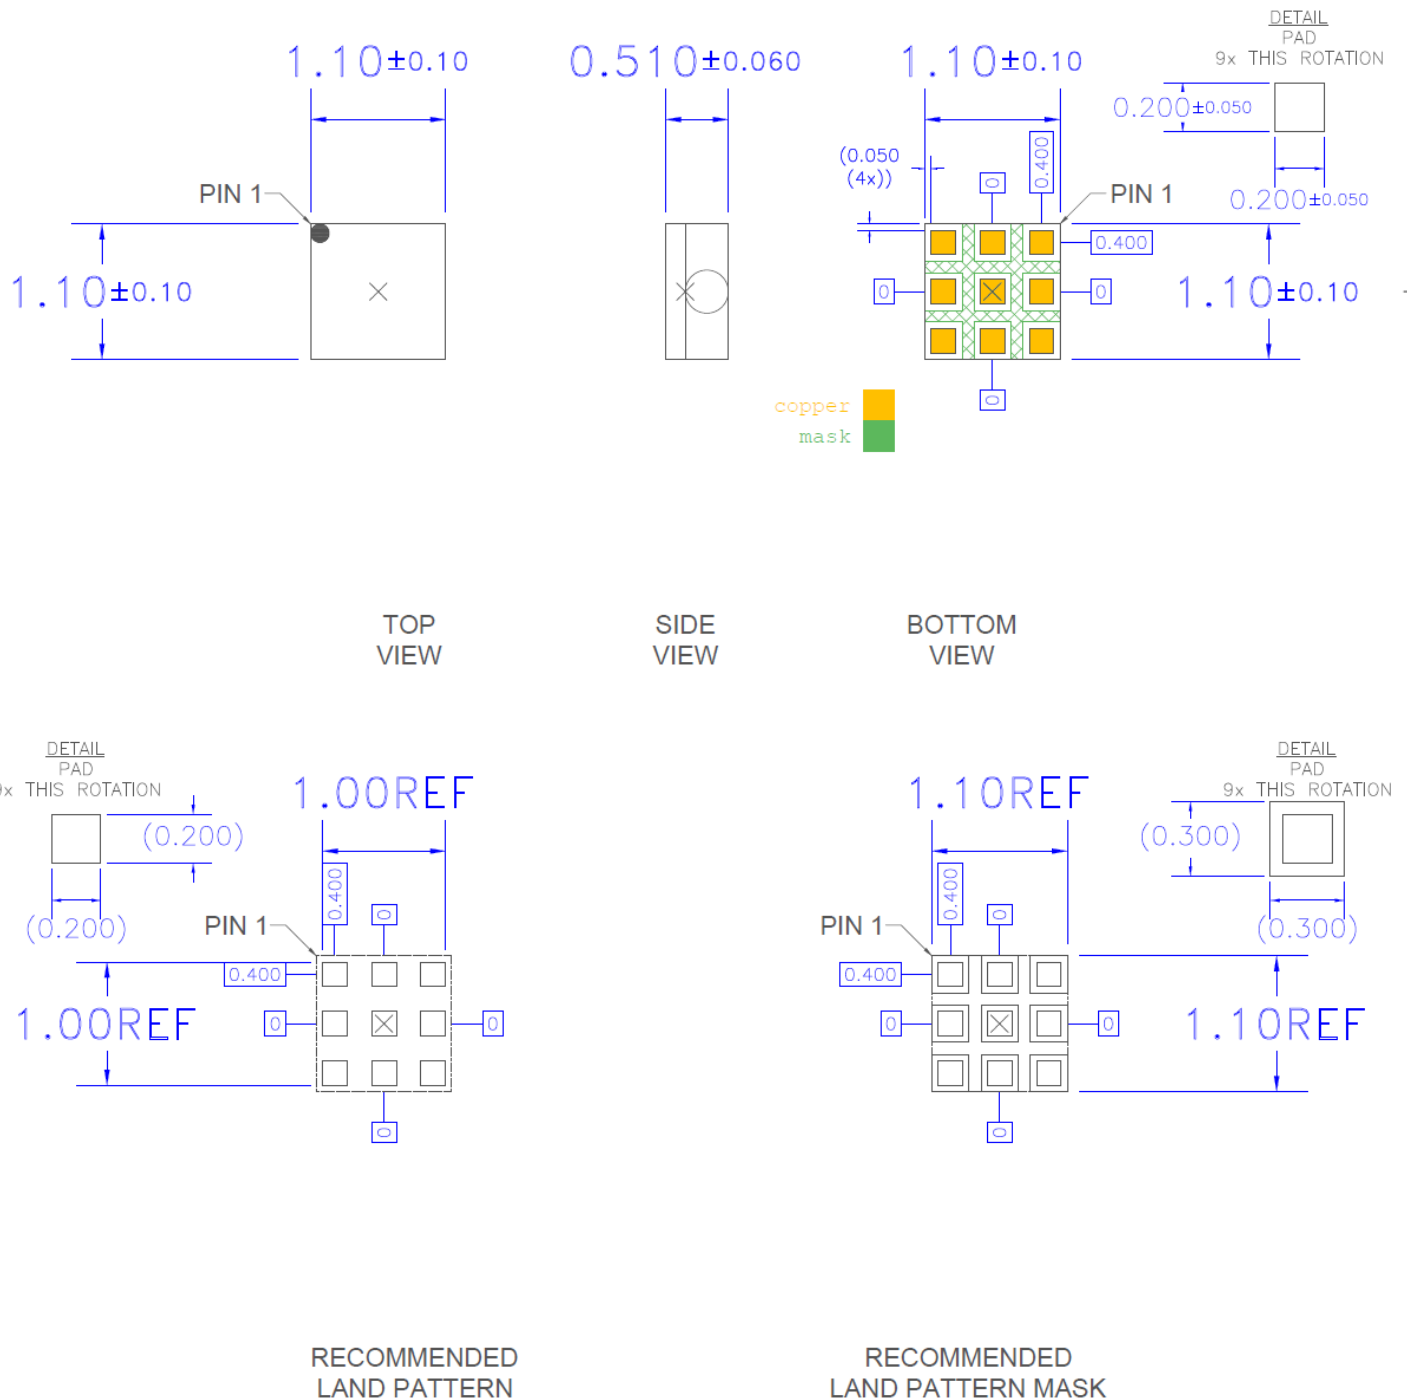 DETAIL
PAD
9x THIS ROTATION
1.10±0.10
0.510±0.060
1.10±0.10
0.200±0.050
(0.050
(4x))
0.400
0
PIN 1
PIN 1
0.200±0.050
0.400
1.10±0.10
0
0
1.10±0.10
0
copper
mask
TOP
VIEW
SIDE
VIEW
BOTTOM
VIEW
DETAIL
PAD
9x THIS ROTATION
1.00REF
(0.200)
0.400
0
PIN 1
(0.200)
0.400
1.00REF
0
0
0
DETAIL
PAD
9x THIS ROTATION
1.10REF
(0.300)
0.400
0
PIN 1
(0.300)
0.400
0
0
1.10REF
0
RECOMMENDED
LAND PATTERN
RECOMMENDED
LAND PATTERN MASK